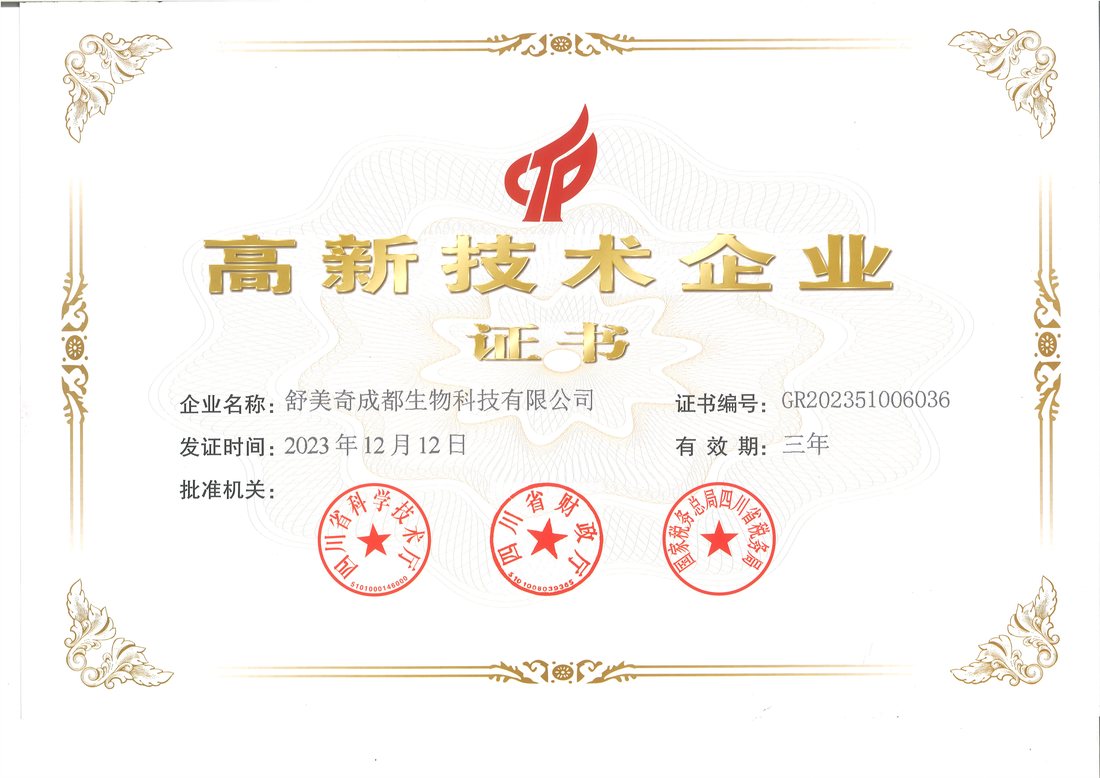 高新技术企业
证书
企业名称：舒美奇成都生物科技有限公司
证书编号：GR202351006036
发证时间：2023年12月12日
有效期：三年
批准机关：
四川省科学技术厅
5101000146000
四川省财政厅
5101008039365
国家税务总局四川省税务局